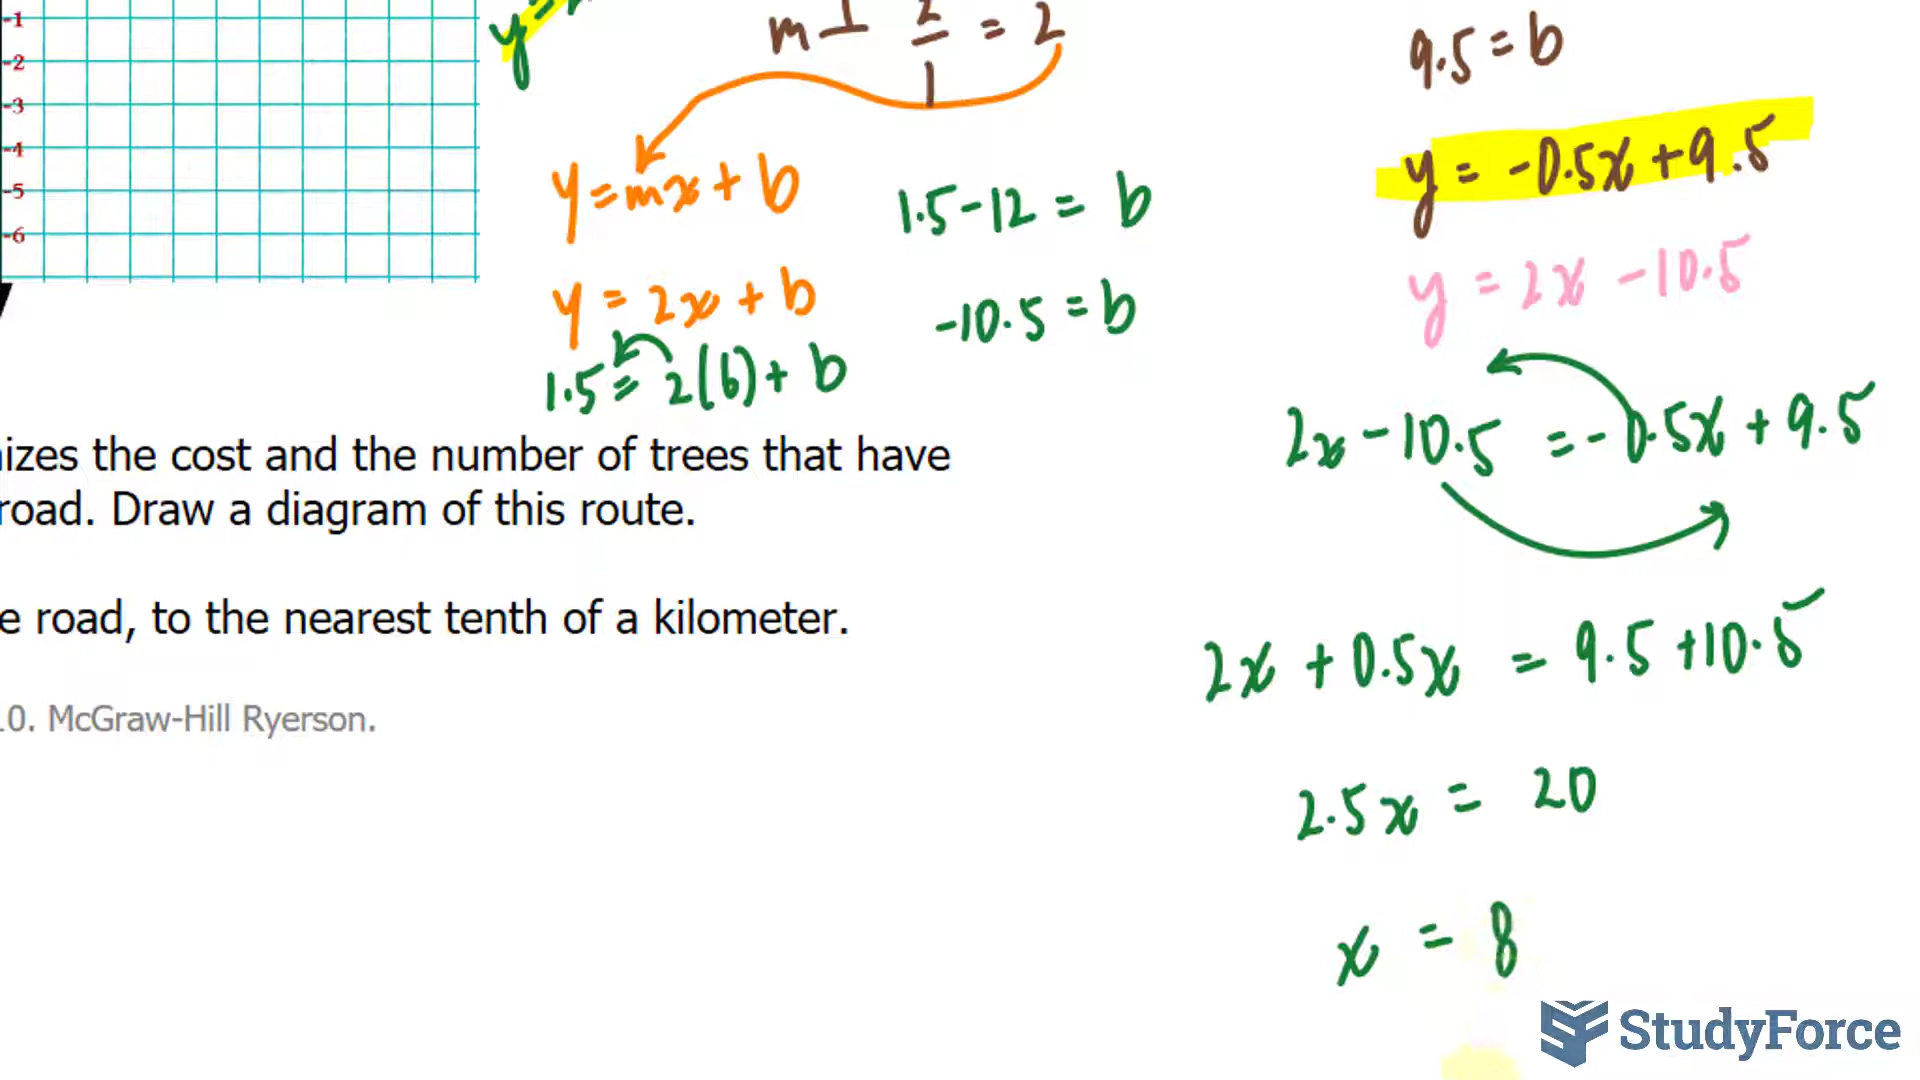 -1
-2
-3
-4
-5
-6
m⊥ 2/1 = 2
y = mx + b
y = 2x + b
1.5 = 2(6) + b
1.5 - 12 = b
-10.5 = b
9.5 = b
y = -0.5x + 9.5
y = 2x - 10.5
2x - 10.5 = -0.5x + 9.5
2x + 0.5x = 9.5 + 10.5
2.5x = 20
x = 8
izes the cost and the number of trees that have
road. Draw a diagram of this route.
e road, to the nearest tenth of a kilometer.
10. McGraw-Hill Ryerson.
StudyForce